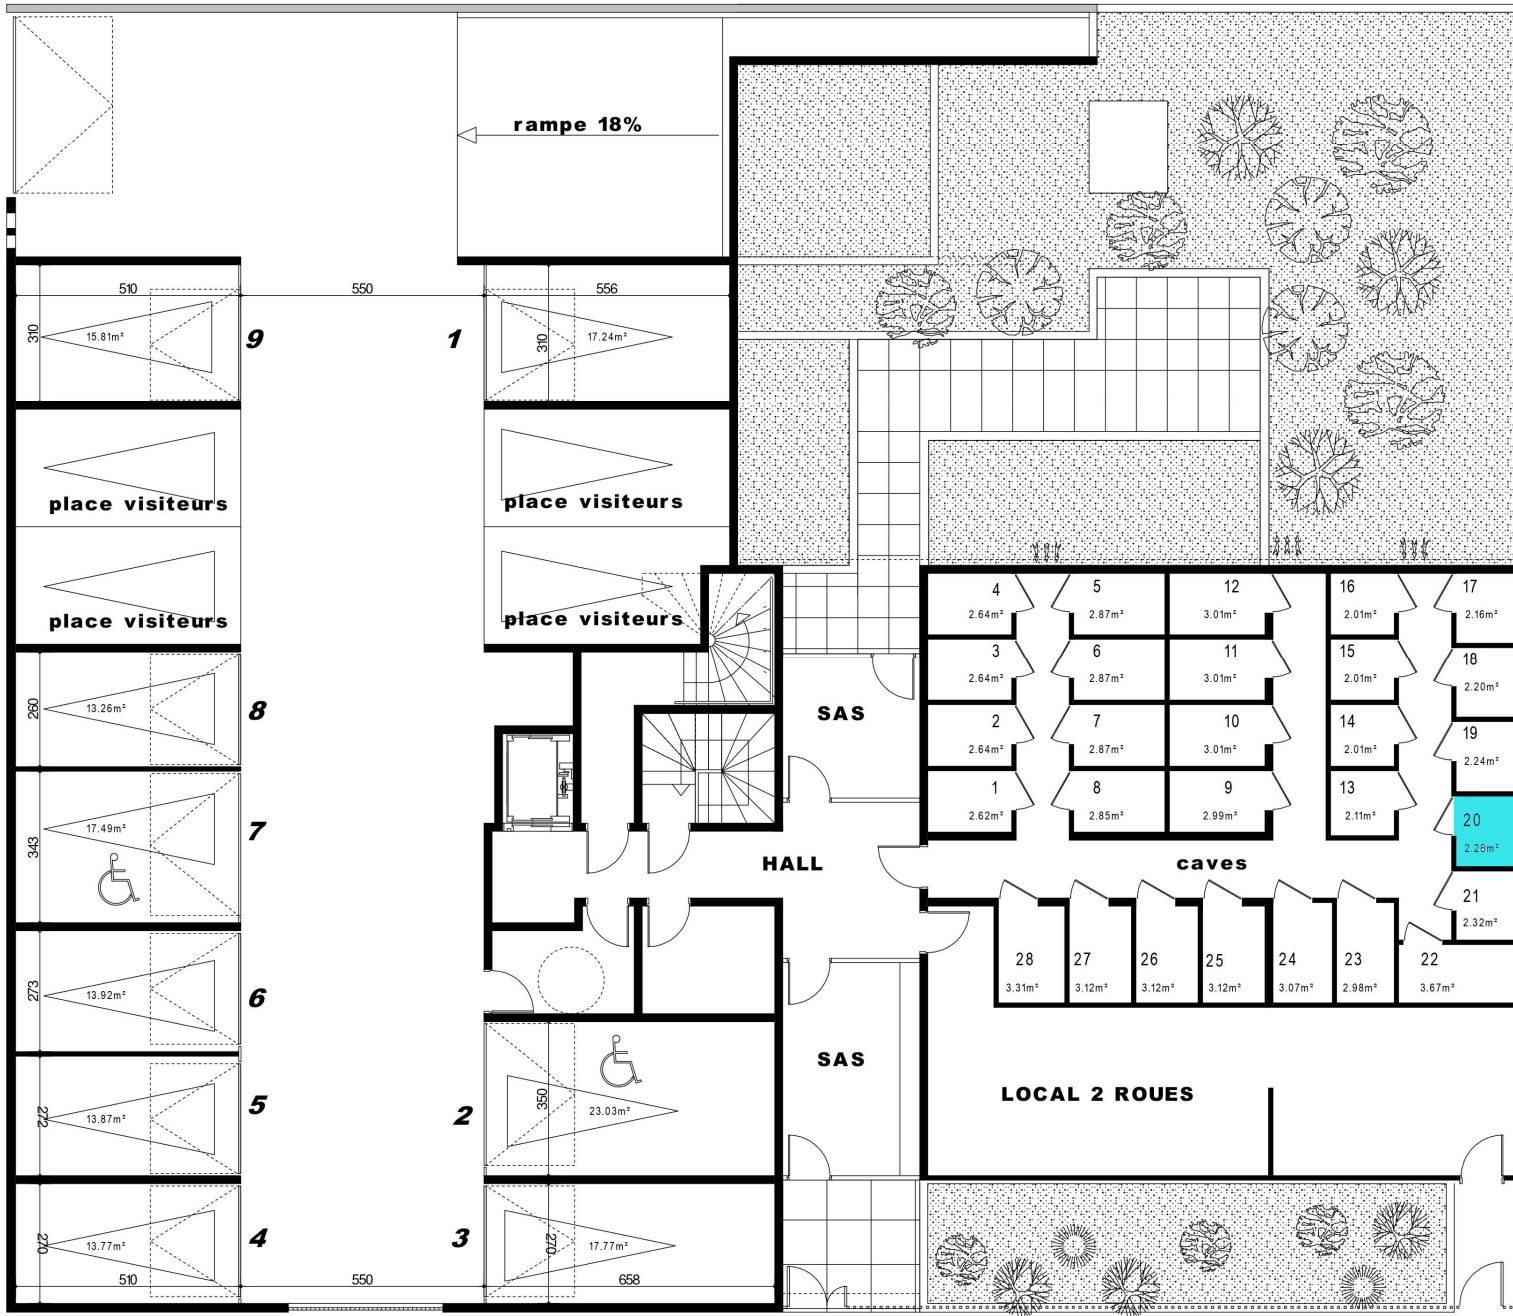 rampe 18%
510
550
556
310
15.81m²
9
1
310
17.24m²
place visiteurs
place visiteurs
place visiteurs
place visiteurs
260
13.26m²
8
343
17.49m²
7
273
13.92m²
6
272
13.87m²
5
270
13.77m²
4
510
550
658
2
350
23.03m²
3
270
17.77m²
SAS
HALL
SAS
caves
LOCAL 2 ROUES
4
2.64m²
5
2.87m²
12
3.01m²
16
2.01m²
17
2.16m²
3
2.64m²
6
2.87m²
11
3.01m²
15
2.01m²
18
2.20m²
2
2.64m²
7
2.87m²
10
3.01m²
14
2.01m²
19
2.24m²
1
2.62m²
8
2.85m²
9
2.99m²
13
2.11m²
20
2.28m²
21
2.32m²
28
3.31m²
27
3.12m²
26
3.12m²
25
3.12m²
24
3.07m²
23
2.98m²
22
3.67m²